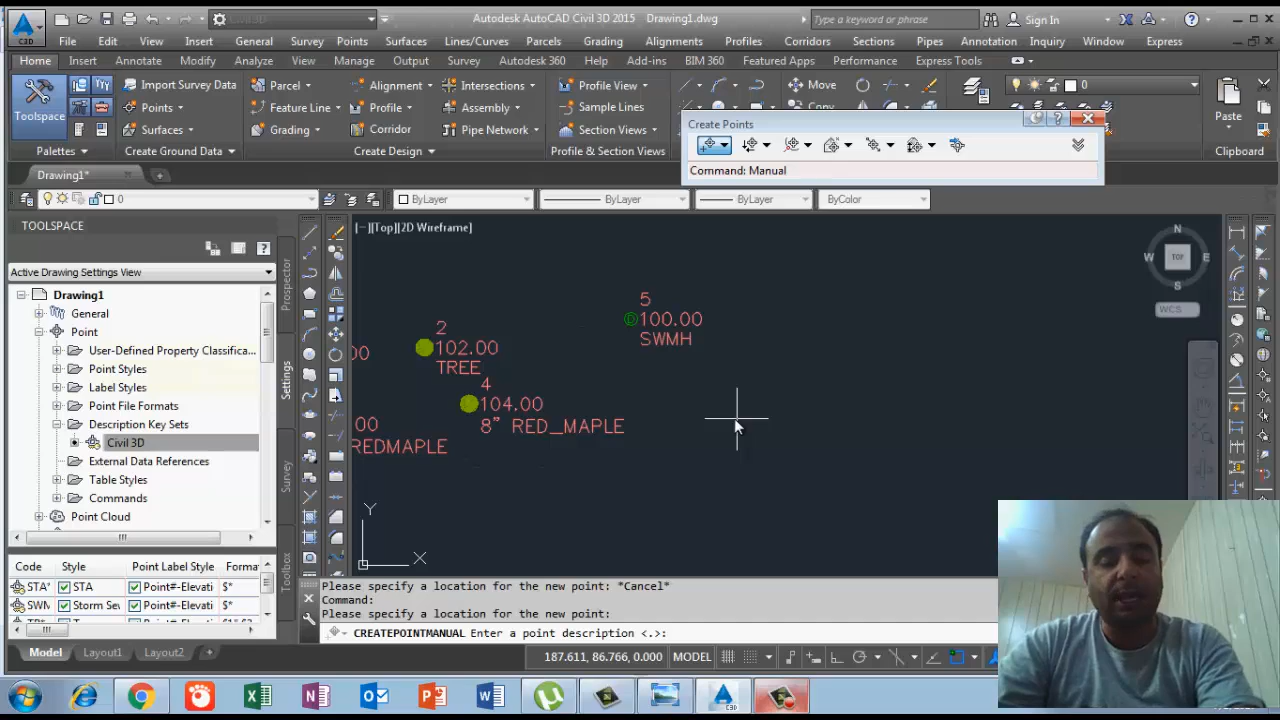 C3D
Civil 3D
Autodesk AutoCAD Civil 3D 2015 Drawing1.dwg
Type a keyword or phrase
Sign In
File Edit View Insert General Survey Points Surfaces Lines/Curves Parcels Grading Alignments Profiles Corridors Sections Pipes Annotation Inquiry Window Express
Home Insert Annotate Modify Analyze View Manage Output Survey Autodesk 360 Help Add-ins BIM 360 Featured Apps Performance Express Tools
Toolspace
Import Survey Data
Points
Surfaces
Parcel
Feature Line
Grading
Alignment
Profile
Corridor
Intersections
Assembly
Pipe Network
Profile View
Sample Lines
Section Views
Move
Copy
0
Paste
Palettes
Create Ground Data
Create Design
Profile & Section Views
Clipboard
Create Points
Command: Manual
Drawing1*
0
ByLayer
ByLayer
ByLayer
ByColor
TOOLSPACE
Active Drawing Settings View
Drawing1
General
Point
User-Defined Property Classifica...
Point Styles
Label Styles
Point File Formats
Description Key Sets
Civil 3D
External Data References
Table Styles
Commands
Point Cloud
Prospector
Settings
Survey
Toolbox
Code Style Point Label Style Format
STA* STA Point#-Elevati $*
SWM Storm Sev Point#-Elevati $*
[−][Top][2D Wireframe]
5
100.00
SWMH
2
102.00
TREE
4
104.00
8" RED_MAPLE
00
00
REDMAPLE
Y
X
N
W TOP E
S
WCS
Please specify a location for the new point: *Cancel*
Command:
Please specify a location for the new point:
CREATEPOINTMANUAL Enter a point description <.>:
Model Layout1 Layout2
187.611, 86.766, 0.000 MODEL